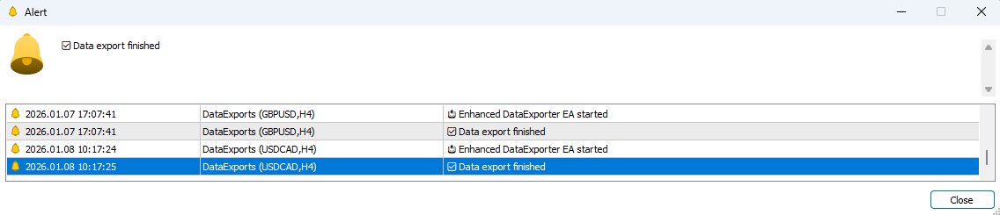 Alert
Data export finished
2026.01.07 17:07:41 DataExports (GBPUSD,H4) Enhanced DataExporter EA started
2026.01.07 17:07:41 DataExports (GBPUSD,H4) Data export finished
2026.01.08 10:17:24 DataExports (USDCAD,H4) Enhanced DataExporter EA started
2026.01.08 10:17:25 DataExports (USDCAD,H4) Data export finished
Close